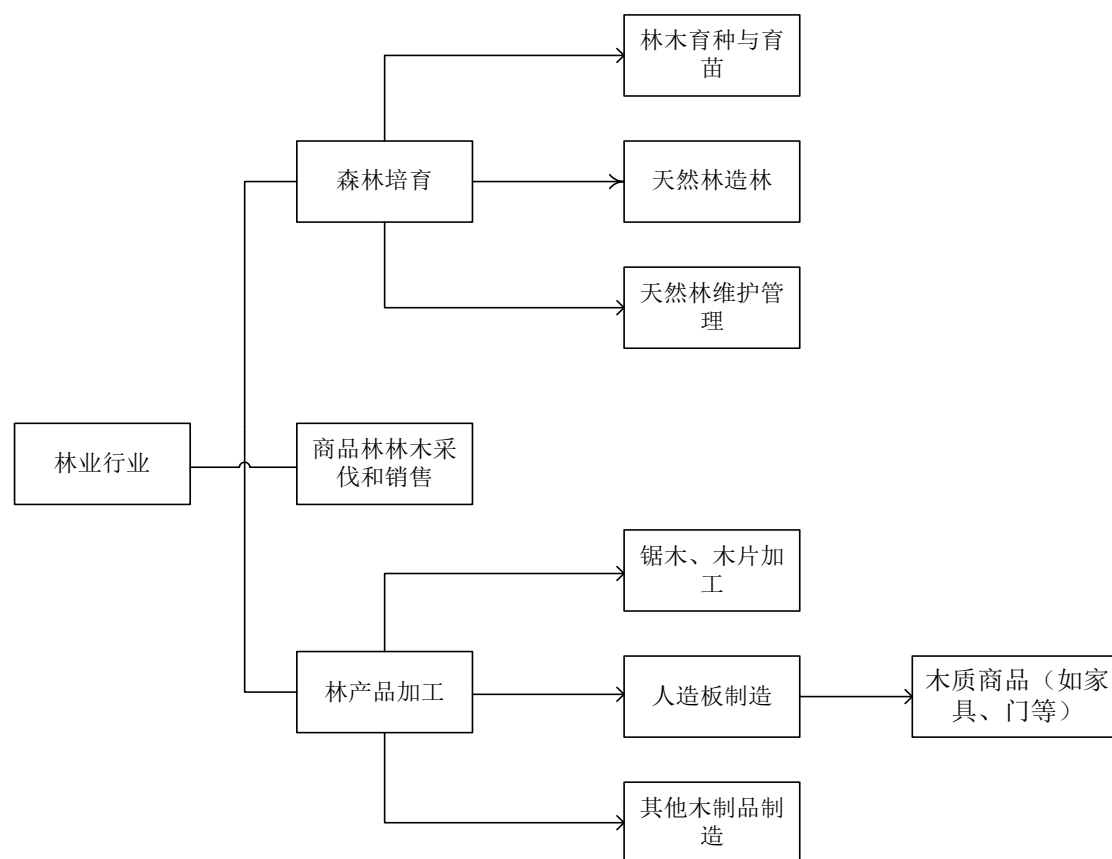 林木育种与育
苗
森林培育
天然林造林
天然林维护管
理
林业行业
商品林林木采
伐和销售
锯木、木片加
工
林产品加工
人造板制造
木质商品（如家
具、门等）
其他木制品制
造